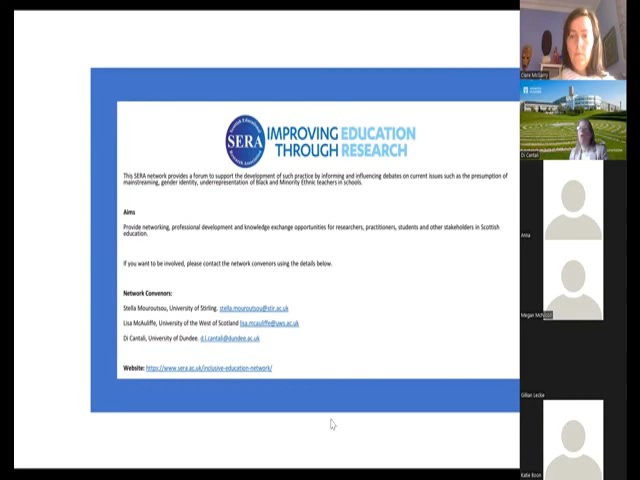 SERA
IMPROVING EDUCATION
THROUGH RESEARCH
This SERA network provides a forum to support the development of such practice by informing and influencing debates on current issues such as the presumption of
mainstreaming, gender identity, underrepresentation of Black and Minority Ethnic teachers in schools.
Aims
Provide networking, professional development and knowledge exchange opportunities for researchers, practitioners, students and other stakeholders in Scottish
education.
If you want to be involved, please contact the network convenors using the details below.
Network Convenors:
Stella Mouroutsou, University of Stirling. stella.mouroutsou@stir.ac.uk
Lisa McAuliffe, University of the West of Scotland lisa.mcauliffe@uws.ac.uk
Di Cantali, University of Dundee. d.i.cantali@dundee.ac.uk
Website: https://www.sera.ac.uk/inclusive-education-network/
Di Cantali
Anna
Megan
Gillian Leckie
Katie Boon